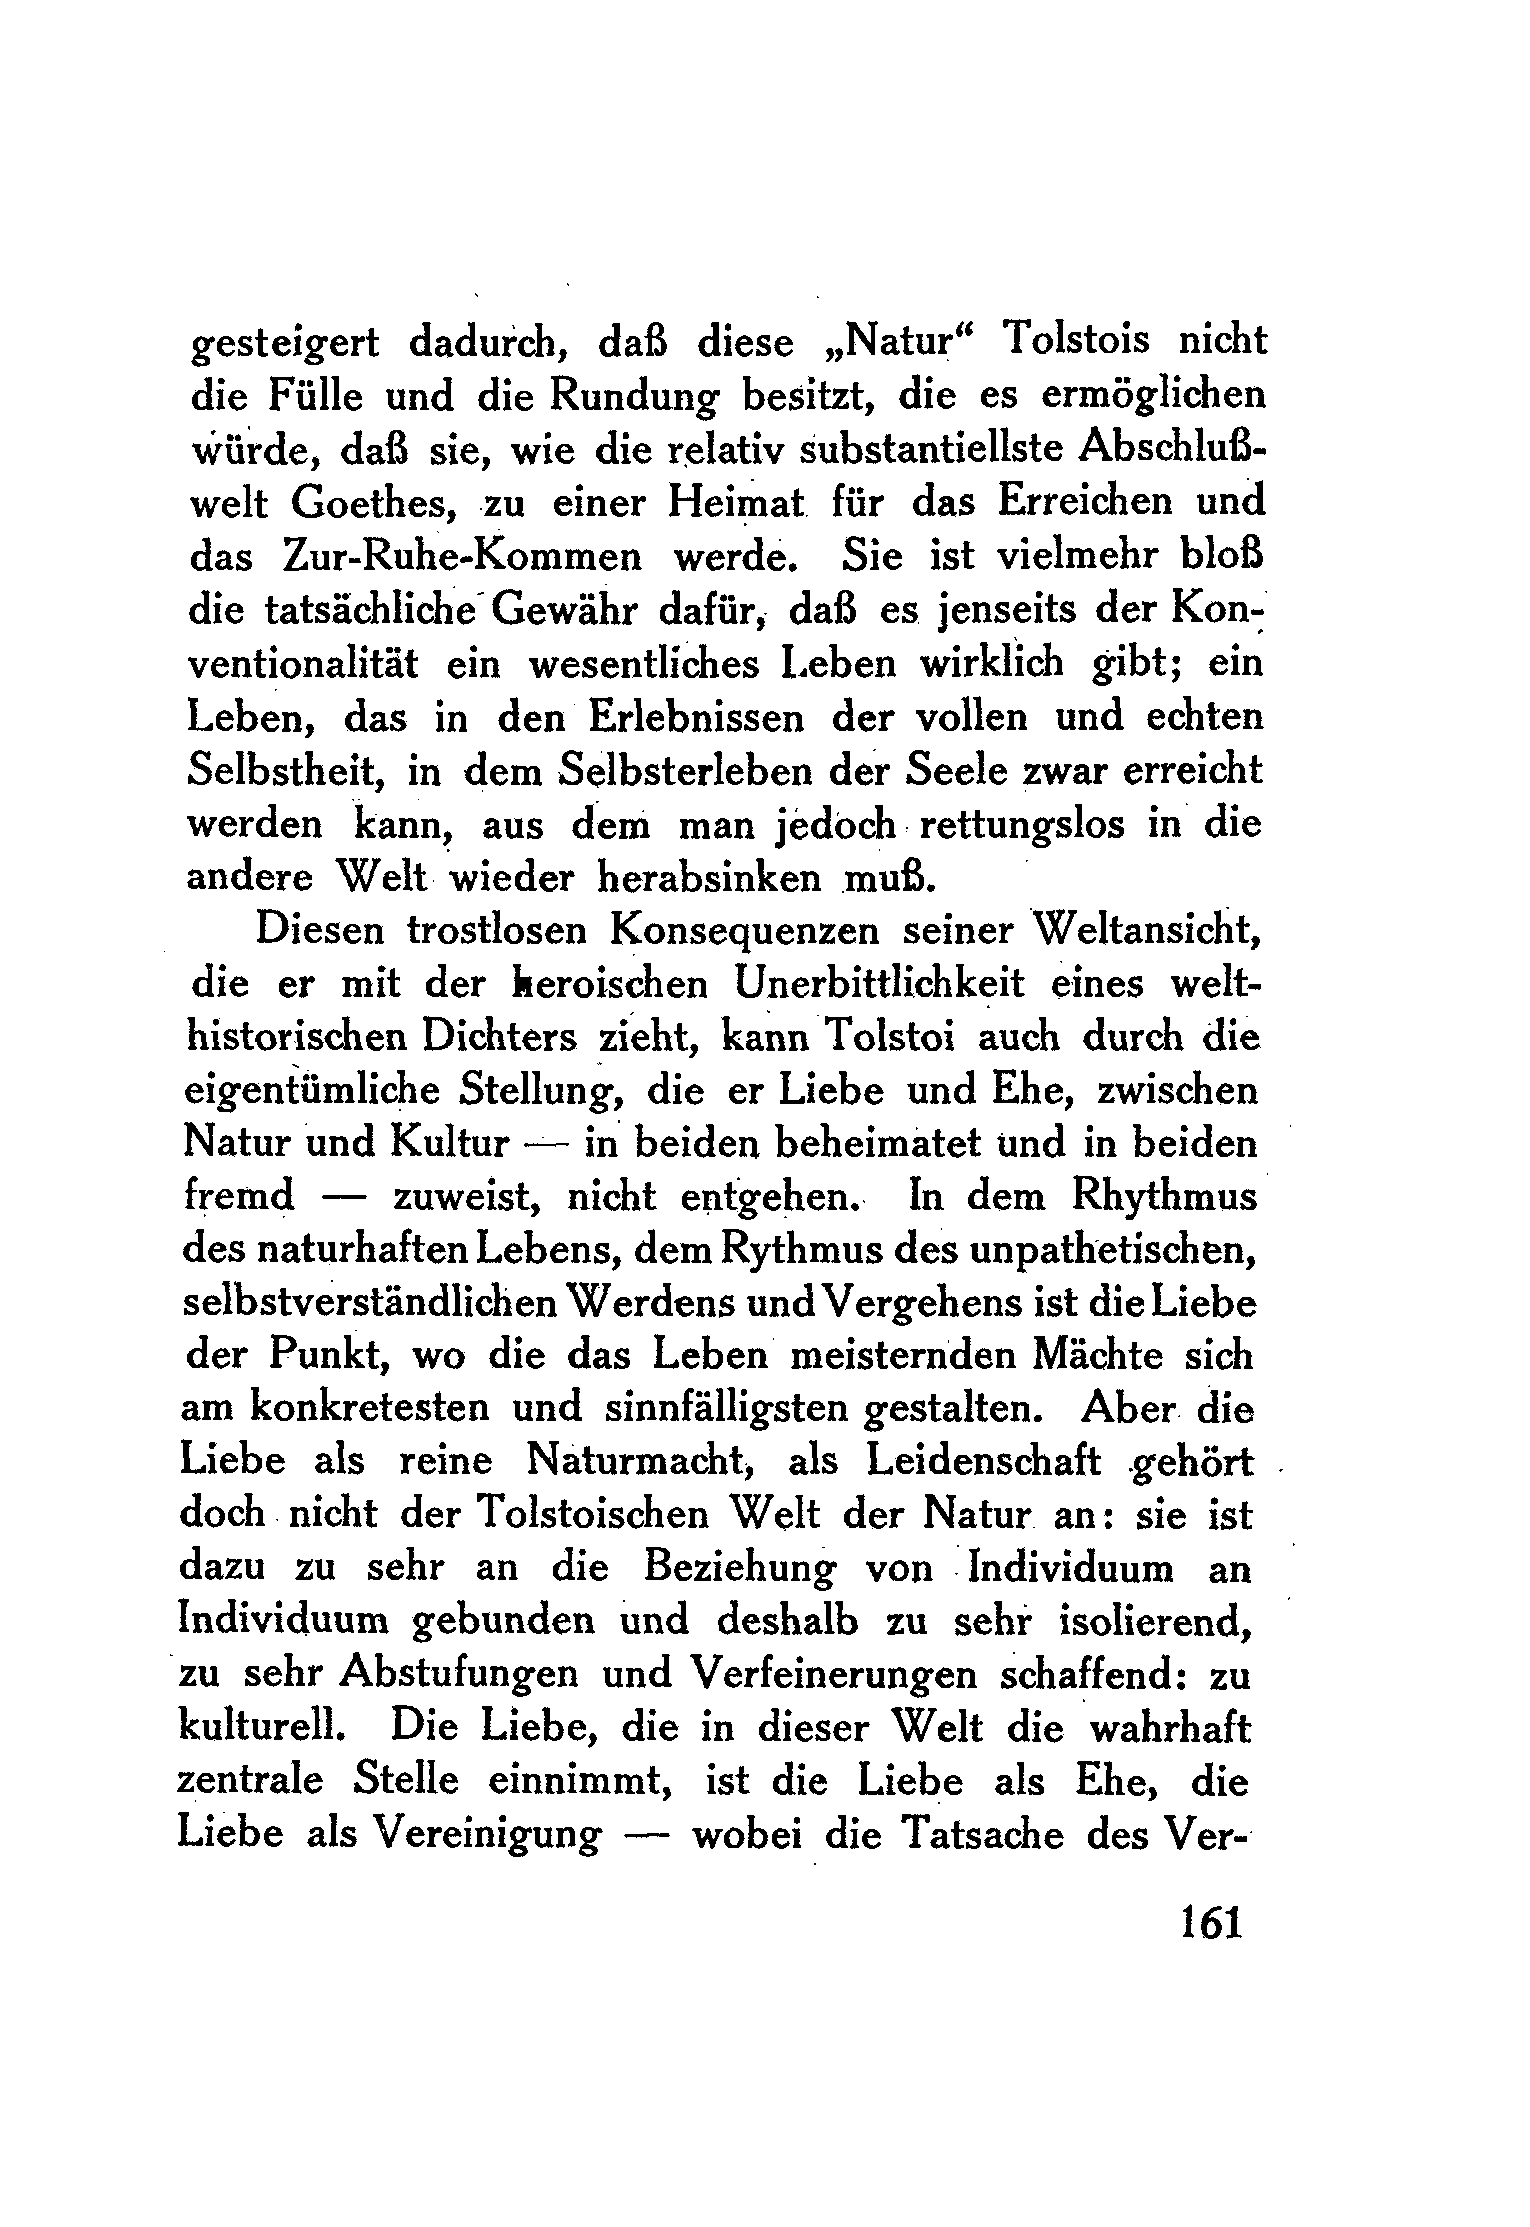 gesteigert dadurch, daß diese „Natur“ Tolstois nicht
die Fülle und die Rundung besitzt, die es ermöglichen
würde, daß sie, wie die relativ substantiellste Abschluß-
welt Goethes, zu einer Heimat für das Erreichen und
das Zur-Ruhe-Kommen werde. Sie ist vielmehr bloß
die tatsächliche Gewähr dafür, daß es jenseits der Kon-
ventionalität ein wesentliches Leben wirklich gibt; ein
Leben, das in den Erlebnissen der vollen und echten
Selbstheit, in dem Selbsterleben der Seele zwar erreicht
werden kann, aus dem man jedoch rettungslos in die
andere Welt wieder herabsinken muß.
Diesen trostlosen Konsequenzen seiner Weltansicht,
die er mit der heroischen Unerbittlichkeit eines welt-
historischen Dichters zieht, kann Tolstoi auch durch die
eigentümliche Stellung, die er Liebe und Ehe, zwischen
Natur und Kultur — in beiden beheimatet und in beiden
fremd — zuweist, nicht entgehen. In dem Rhythmus
des naturhaften Lebens, dem Rythmus des unpathetischen,
selbstverständlichen Werdens und Vergehens ist die Liebe
der Punkt, wo die das Leben meisternden Mächte sich
am konkretesten und sinnfälligsten gestalten. Aber die
Liebe als reine Naturmacht, als Leidenschaft gehört
doch nicht der Tolstoischen Welt der Natur an: sie ist
dazu zu sehr an die Beziehung von Individuum an
Individuum gebunden und deshalb zu sehr isolierend,
zu sehr Abstufungen und Verfeinerungen schaffend: zu
kulturell. Die Liebe, die in dieser Welt die wahrhaft
zentrale Stelle einnimmt, ist die Liebe als Ehe, die
Liebe als Vereinigung — wobei die Tatsache des Ver-
161